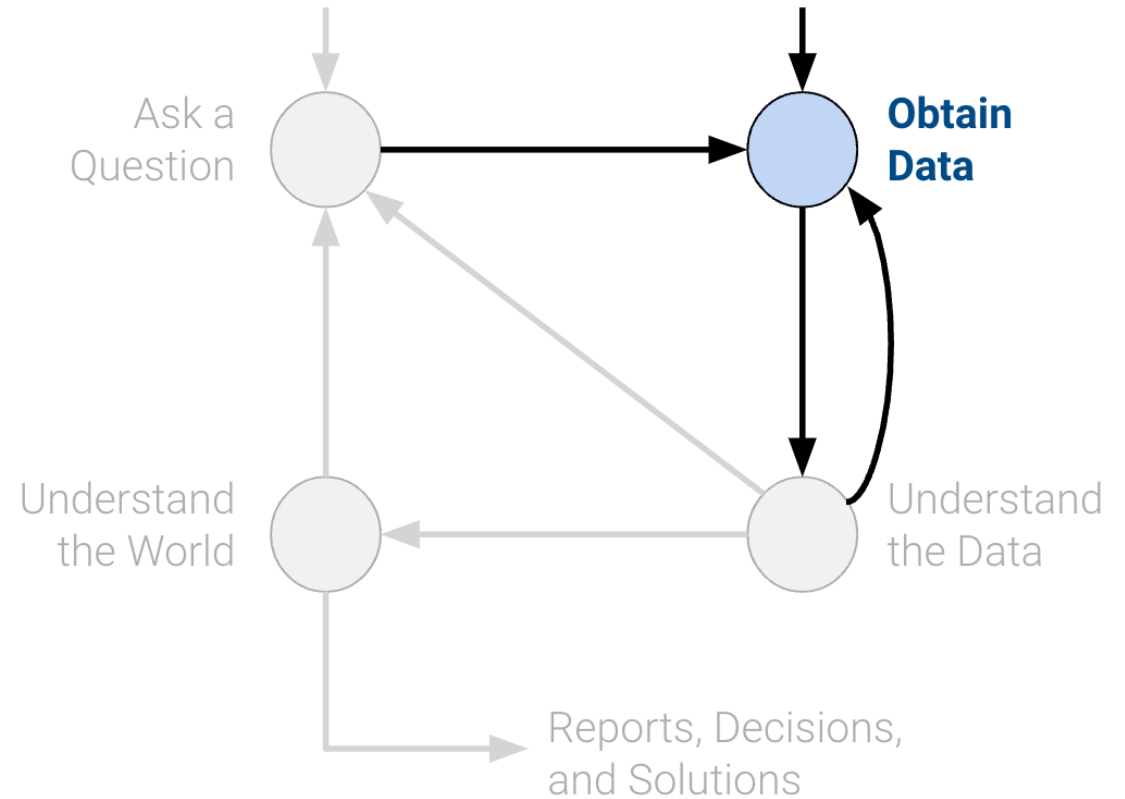 Ask a
Question
Obtain
Data
Understand
the World
Understand
the Data
Reports, Decisions,
and Solutions